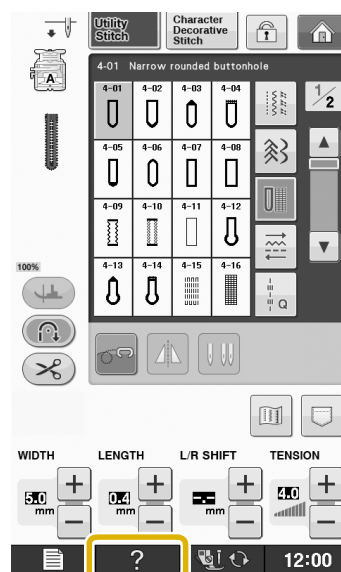 Utility
Stitch
Character
Decorative
Stitch
A
4-01 Narrow rounded buttonhole
1/2
4-01 4-02 4-03 4-04
4-05 4-06 4-07 4-08
4-09 4-10 4-11 4-12
4-13 4-14 4-15 4-16
Q
100%
WIDTH LENGTH L/R SHIFT TENSION
5.0 mm + − 0.4 mm + − -.- mm + − 4.0 + −
? 12:00